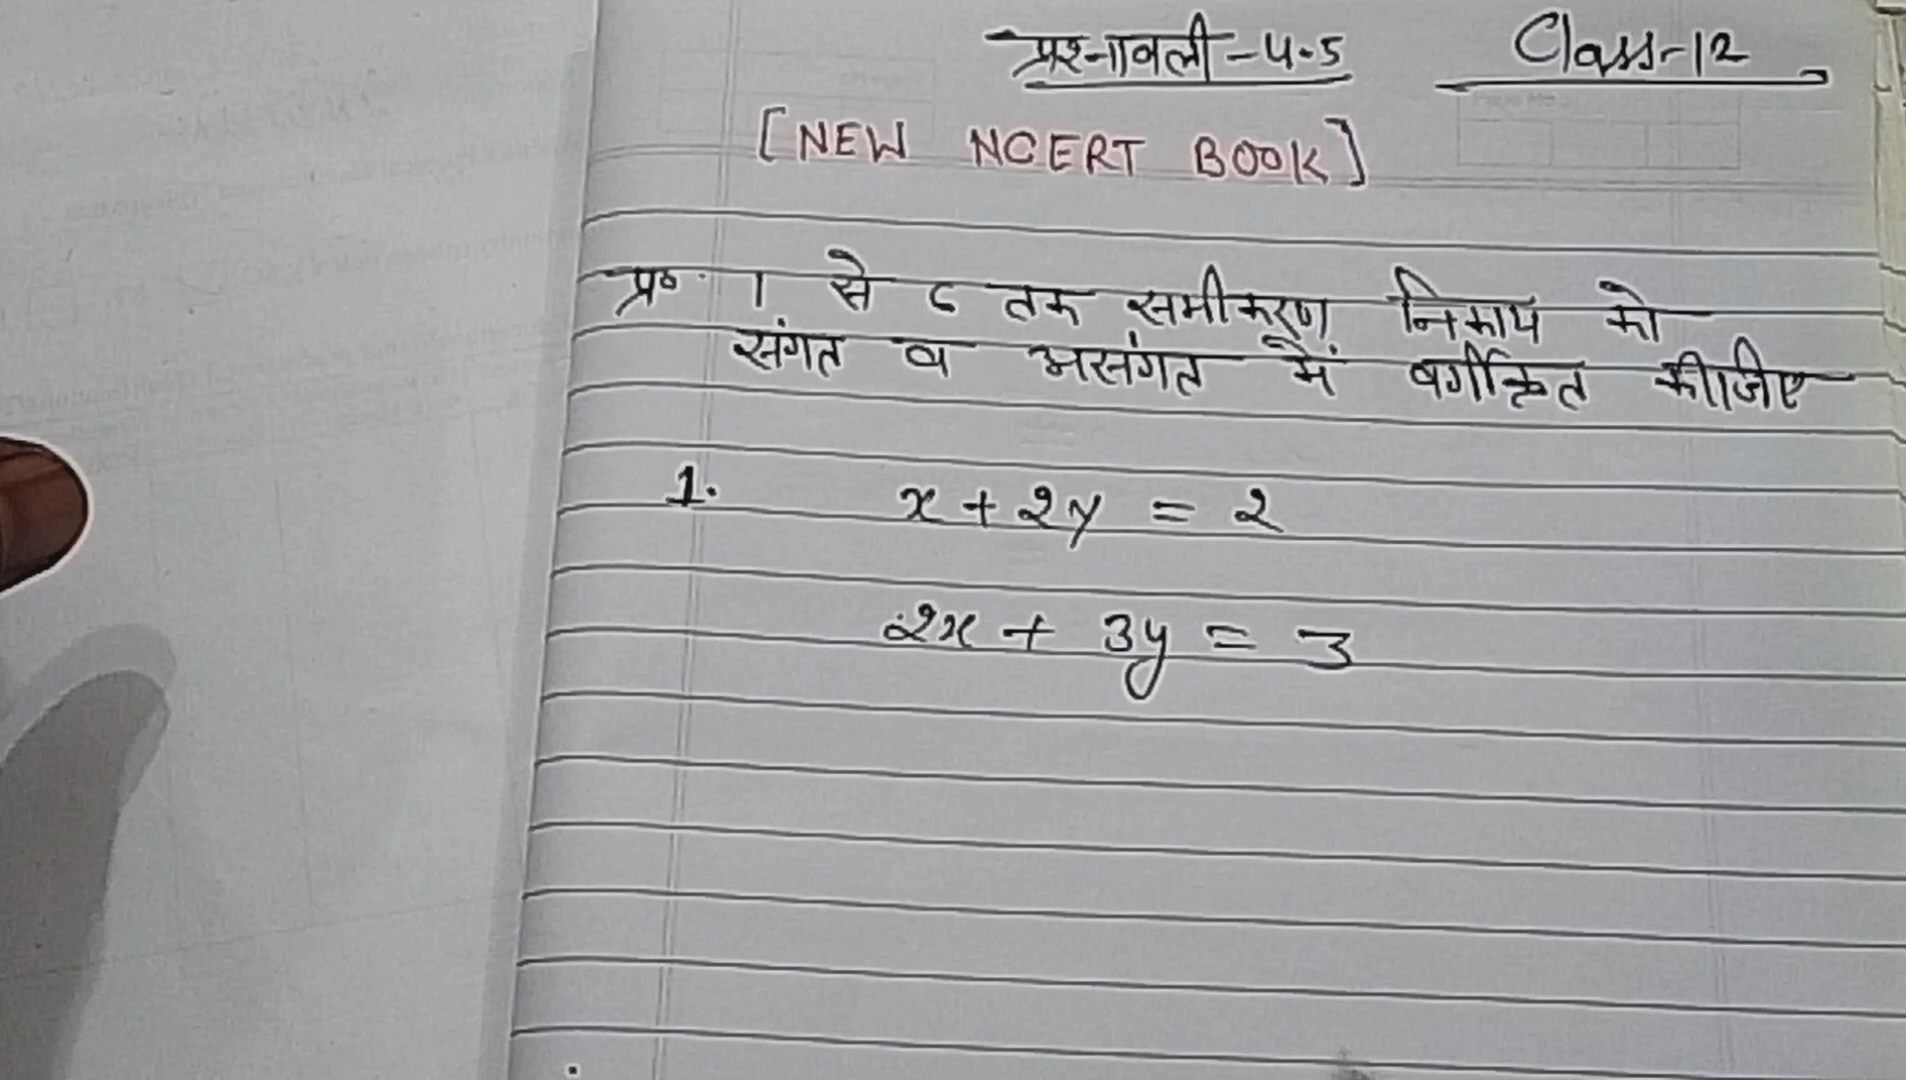 प्रश्नावली-4.5 Class-12
[NEW NCERT BOOK]
प्र० 1 से 6 तक समीकरण निकाय को
संगत व असंगत में वर्गीकृत कीजिए
1. x + 2y = 2
2x + 3y = 3